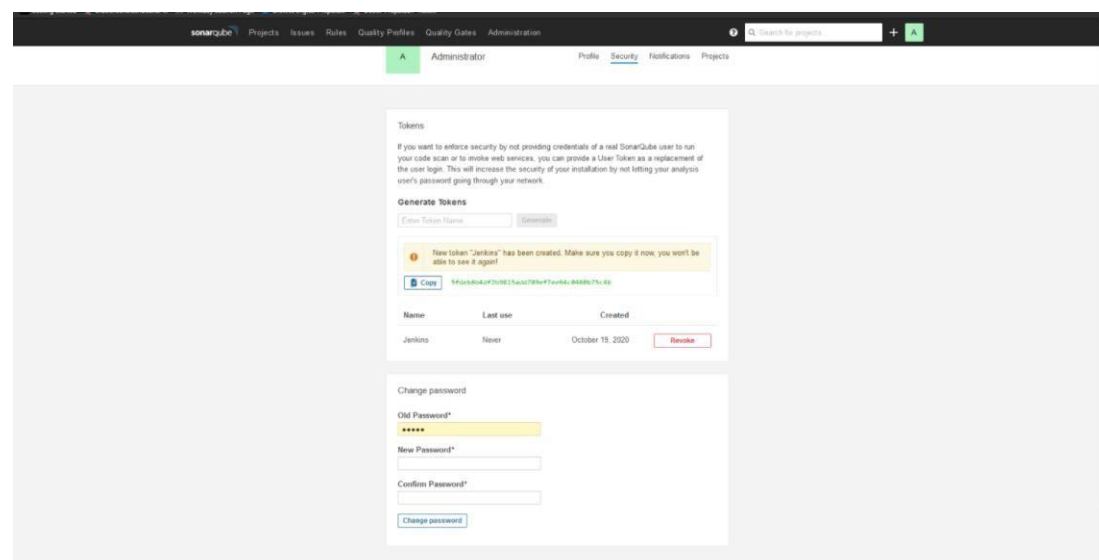 sonarqube Projects Issues Rules Quality Profiles Quality Gates Administration Search for projects
A
A Administrator Profile Security Notifications Projects
Tokens
If you want to enforce security by not providing credentials of a real SonarQube user to run
your code scan or to invoke web services, you can provide a User Token as a replacement of
the user login. This will increase the security of your installation by not letting your analysis
user's password going through your network.
Generate Tokens
Enter Token Name Generate
New token "Jenkins" has been created. Make sure you copy it now, you won't be
able to see it again!
Copy
Name Last use Created
Jenkins Never October 19, 2020 Revoke
Change password
Old Password*
•••••
New Password*
Confirm Password*
Change password